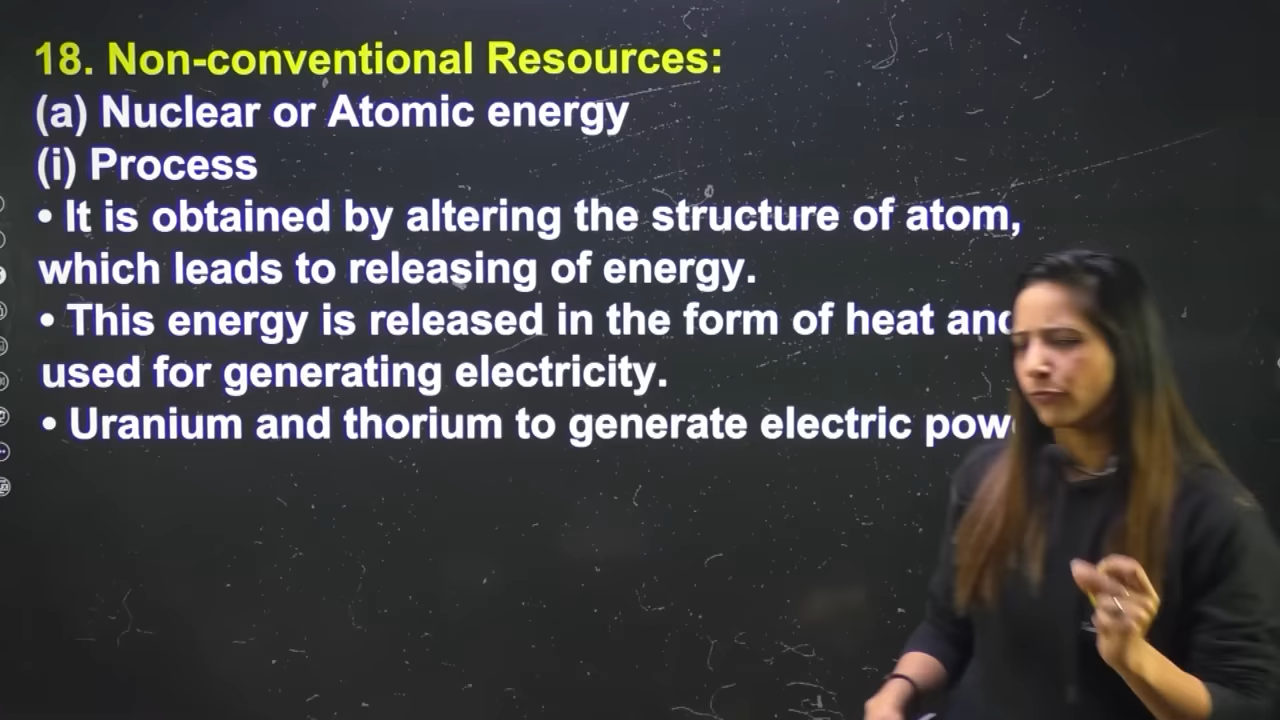 18. Non-conventional Resources:
(a) Nuclear or Atomic energy
(i) Process
• It is obtained by altering the structure of atom,
which leads to releasing of energy.
• This energy is released in the form of heat and
used for generating electricity.
• Uranium and thorium to generate electric